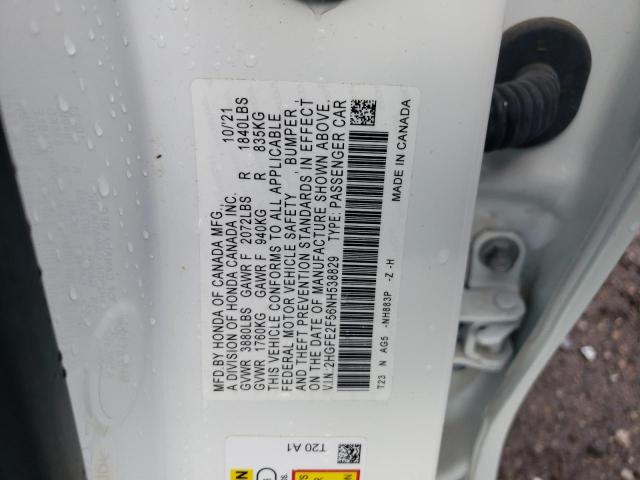 MFD.BY HONDA OF CANADA MFG., 10/'21
A DIVISION OF HONDA CANADA INC.
GVWR 3880LBS GAWR F 2072LBS R 1840LBS
GVWR 1760KG GAWR F 940KG R 835KG
THIS VEHICLE CONFORMS TO ALL APPLICABLE
FEDERAL MOTOR VEHICLE SAFETY , BUMPER ,
AND THEFT PREVENTION STANDARDS IN EFFECT
ON THE DATE OF MANUFACTURE SHOWN ABOVE.
V.I.N:2HGFE2F56NH538829 TYPE:PASSENGER CAR
T23 N AG5 -NH883P -Z -H
MADE IN CANADA
T20 A1